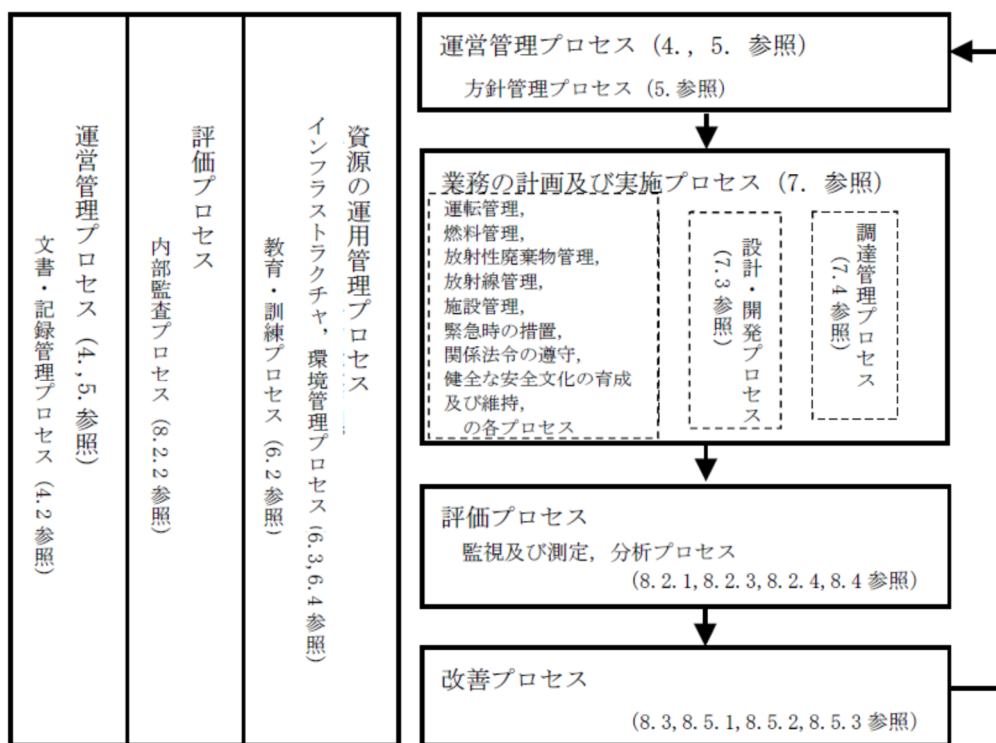 運営管理プロセス (4., 5. 参照)
文書・記録管理プロセス (4.2 参照)
評価プロセス
内部監査プロセス (8.2.2 参照)
資源の運用管理プロセス
インフラストラクチャ, 環境管理プロセス (6.3, 6.4 参照)
教育・訓練プロセス (6.2 参照)
運営管理プロセス (4., 5. 参照)
方針管理プロセス (5. 参照)
業務の計画及び実施プロセス (7. 参照)
運転管理,
燃料管理,
放射性廃棄物管理,
放射線管理,
施設管理,
緊急時の措置,
関係法令の遵守,
健全な安全文化の育成
及び維持,
の各プロセス
設計・開発プロセス
(7.3 参照)
調達管理プロセス
(7.4 参照)
評価プロセス
監視及び測定, 分析プロセス
(8.2.1, 8.2.3, 8.2.4, 8.4 参照)
改善プロセス
(8.3, 8.5.1, 8.5.2, 8.5.3 参照)